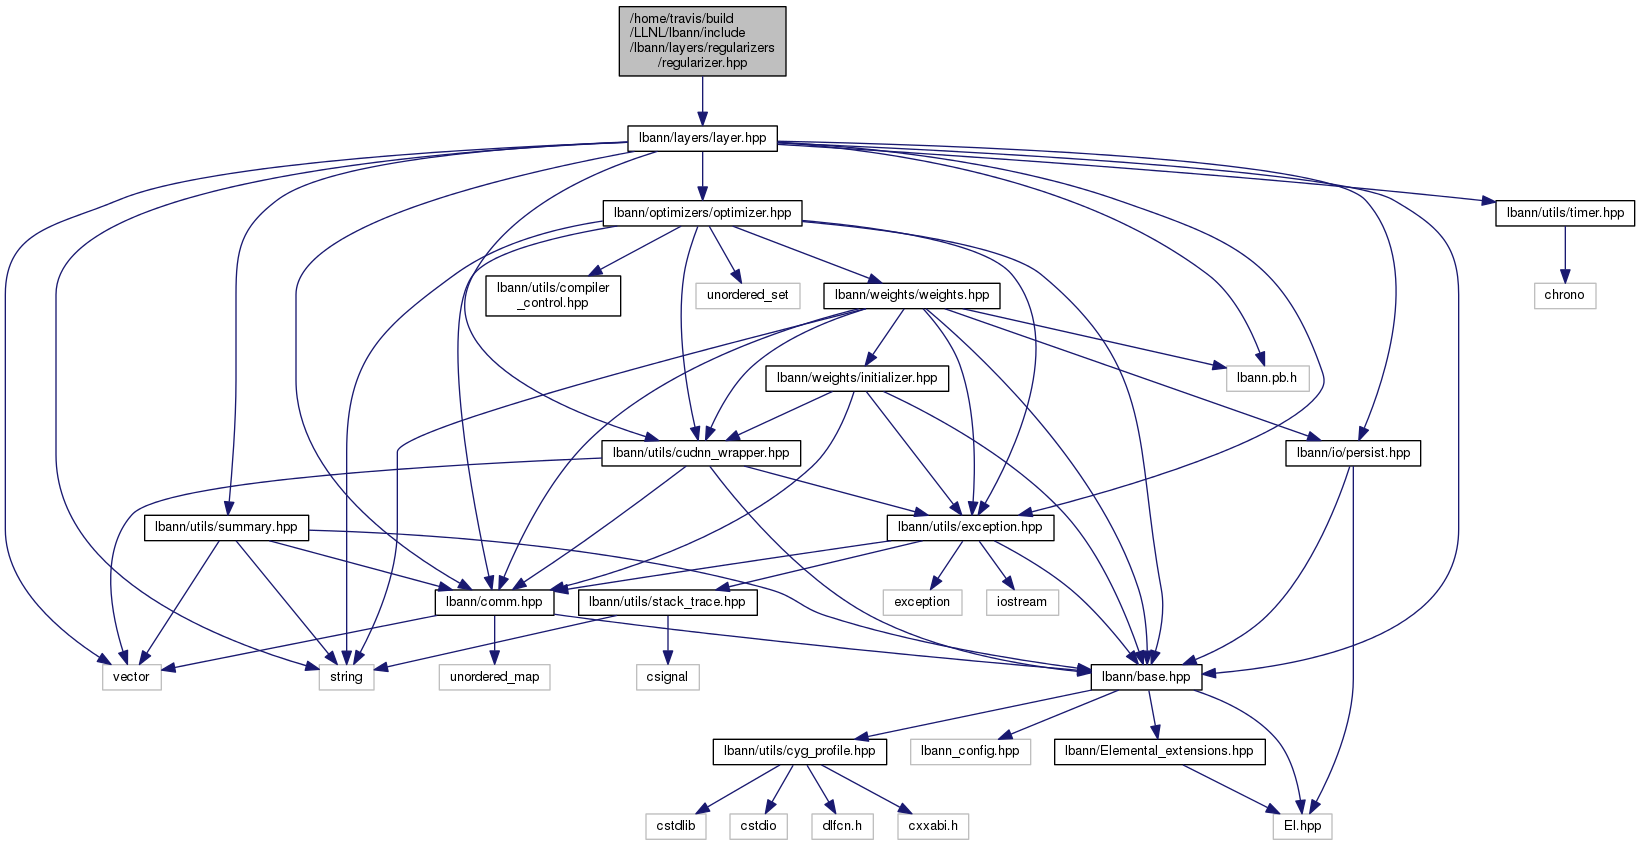 /home/travis/build
/LLNL/lbann/include
/lbann/layers/regularizers
/regularizer.hpp
lbann/layers/layer.hpp
lbann/optimizers/optimizer.hpp
lbann/utils/timer.hpp
lbann/utils/compiler
_control.hpp
unordered_set
lbann/weights/weights.hpp
chrono
lbann/weights/initializer.hpp
lbann.pb.h
lbann/utils/cudnn_wrapper.hpp
lbann/io/persist.hpp
lbann/utils/summary.hpp
lbann/utils/exception.hpp
lbann/comm.hpp
lbann/utils/stack_trace.hpp
exception
iostream
vector
string
unordered_map
csignal
lbann/base.hpp
lbann/utils/cyg_profile.hpp
lbann_config.hpp
lbann/Elemental_extensions.hpp
cstdlib
cstdio
dlfcn.h
cxxabi.h
El.hpp